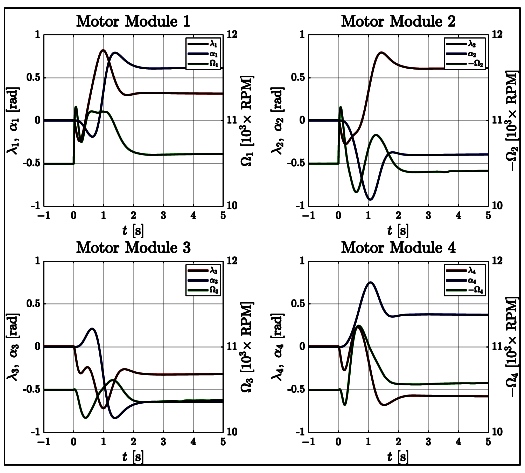 Motor Module 1
Motor Module 2
1
0.5
0
-0.5
-1
12
11
10
λ₁, α₁ [rad]
Ω₁ [10³× RPM]
λ₁
α₁
Ω₁
-1 0 1 2 3 4 5
t [s]
1
0.5
0
-0.5
-1
12
11
10
λ₂, α₂ [rad]
−Ω₂ [10³× RPM]
λ₂
α₂
−Ω₂
-1 0 1 2 3 4 5
t [s]
Motor Module 3
Motor Module 4
1
0.5
0
-0.5
-1
12
11
10
λ₃, α₃ [rad]
Ω₃ [10³× RPM]
λ₃
α₃
Ω₃
-1 0 1 2 3 4 5
t [s]
1
0.5
0
-0.5
-1
12
11
10
λ₄, α₄ [rad]
−Ω₄ [10³× RPM]
λ₄
α₄
−Ω₄
-1 0 1 2 3 4 5
t [s]